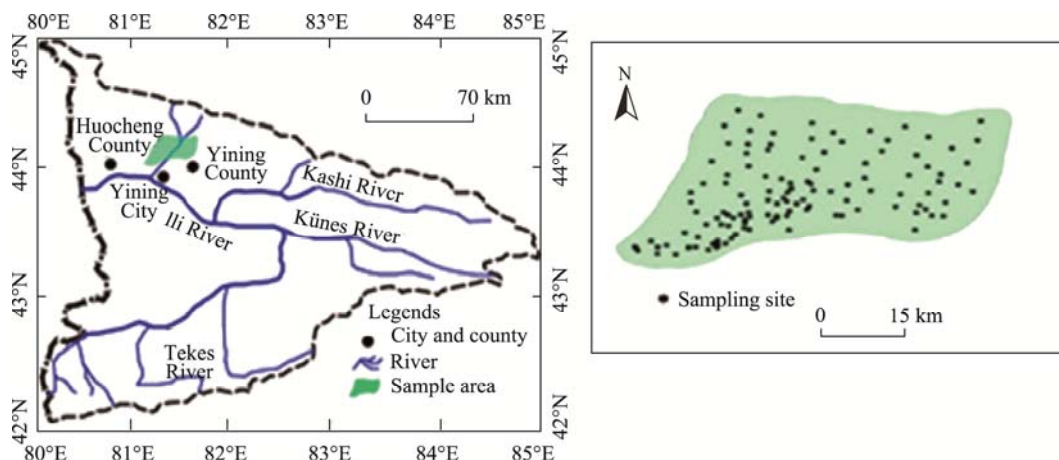 80°E 81°E 82°E 83°E 84°E 85°E
45°N
44°N
43°N
42°N
0 70 km
Huocheng
County
Yining
County
Yining
City
Kashi Rivcr
Ili River
Künes River
Tekes
River
Legends
City and county
River
Sample area
45°N
44°N
43°N
42°N
80°E 81°E 82°E 83°E 84°E 85°E
N
Sampling site
0 15 km